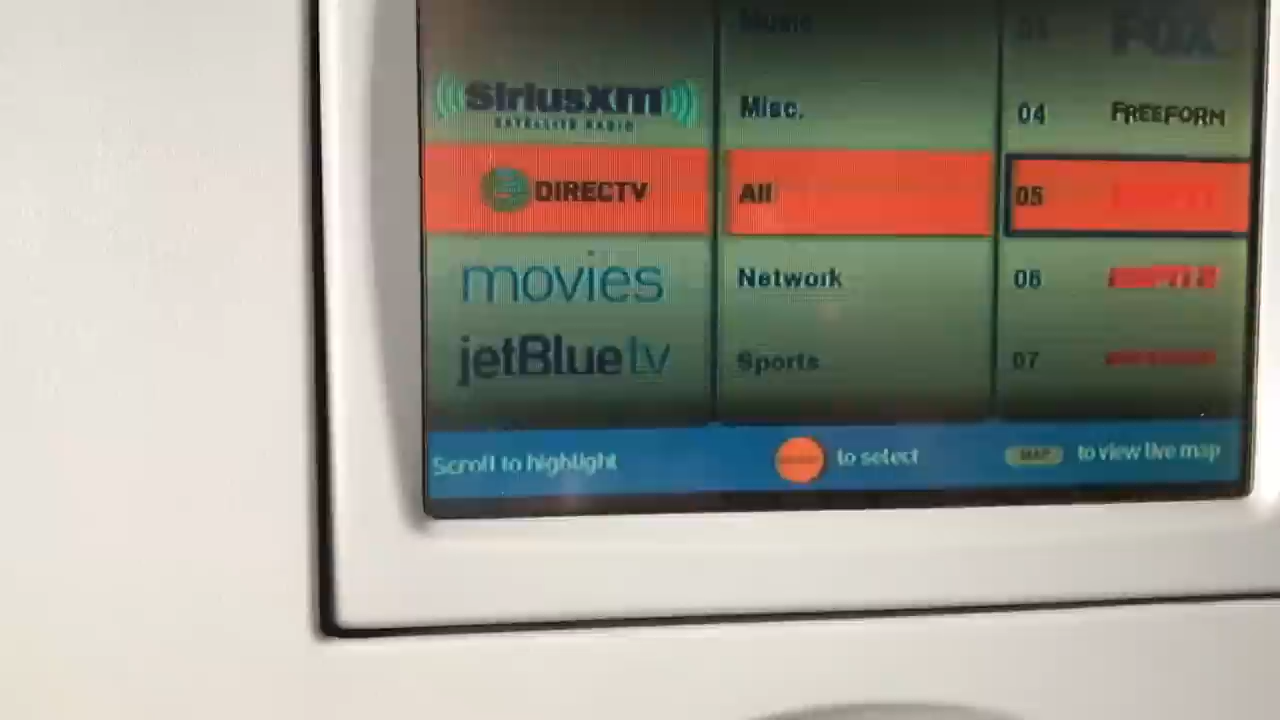 Music
03 FOX
SIriusxm
SATELLITE RADIO
Misc.
04 FREEFORM
DIRECTV
All
05
movies
Network
06
jetBlue tv
Sports
07
Scroll to highlight
to select
MAP to view live map